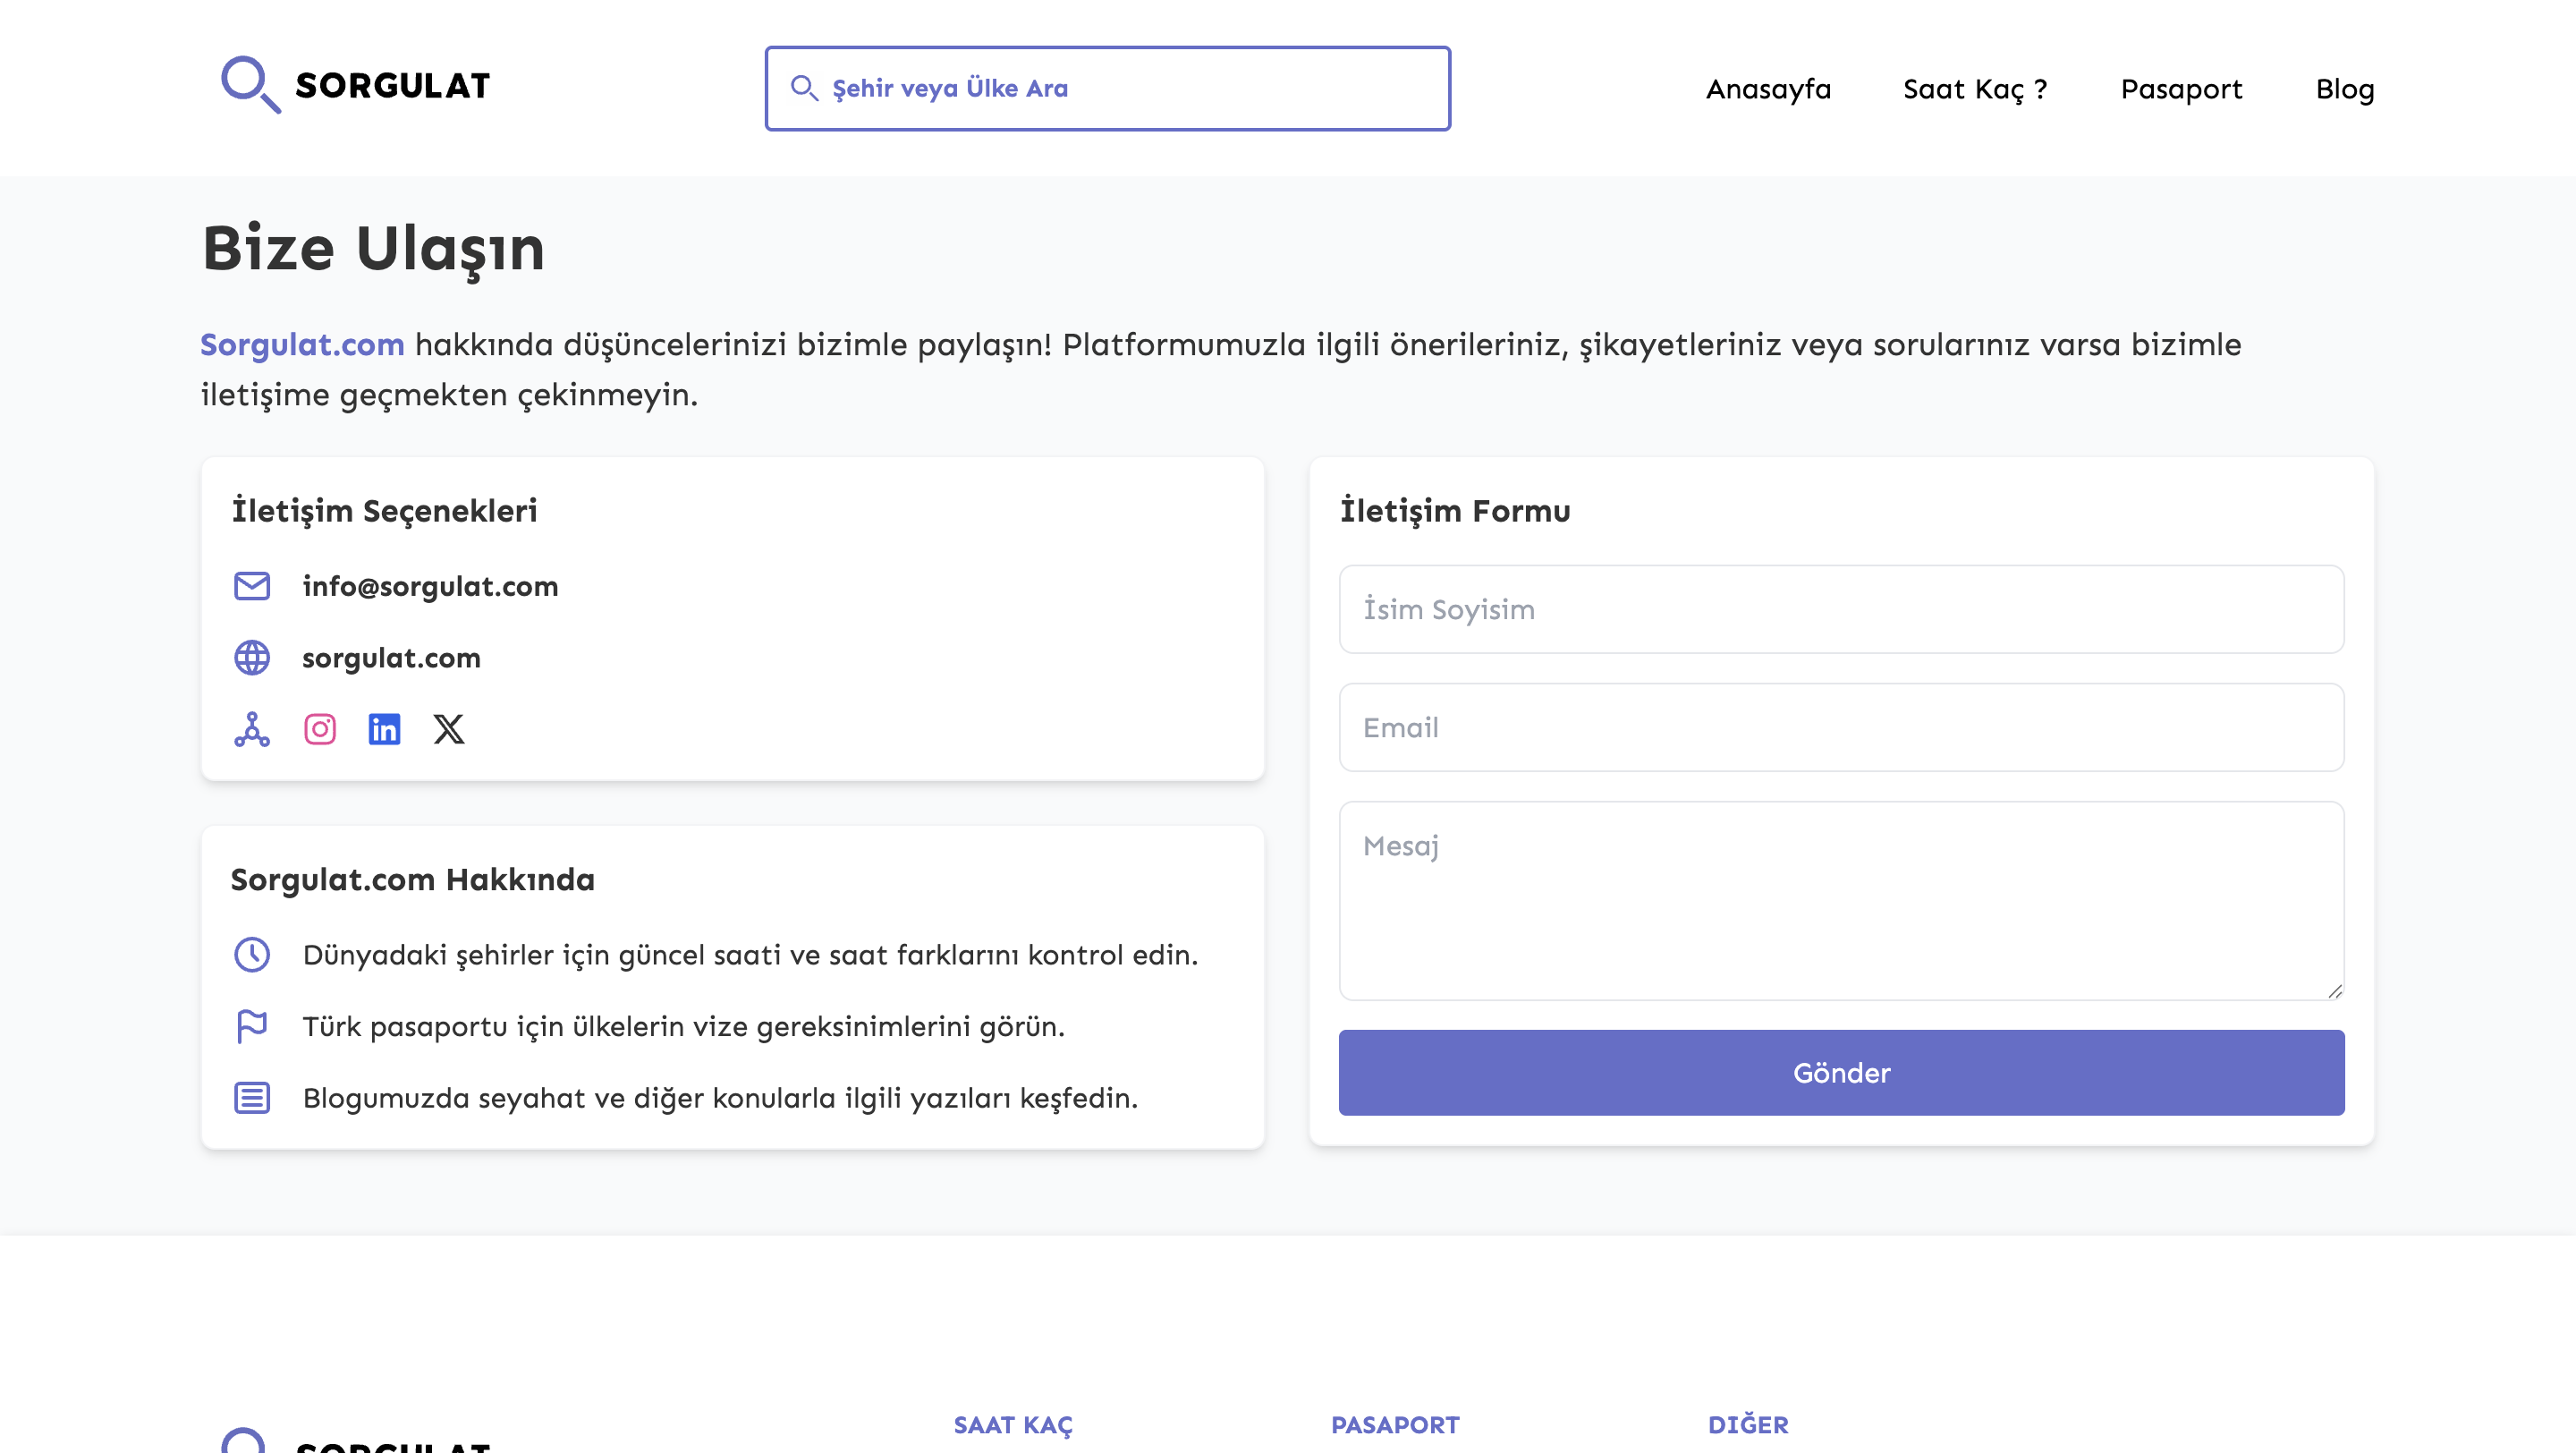 SORGULAT
Şehir veya Ülke Ara
Anasayfa
Saat Kaç ?
Pasaport
Blog
Bize Ulaşın
Sorgulat.com hakkında düşüncelerinizi bizimle paylaşın! Platformumuzla ilgili önerileriniz, şikayetleriniz veya sorularınız varsa bizimle
iletişime geçmekten çekinmeyin.
İletişim Seçenekleri
info@sorgulat.com
sorgulat.com
Sorgulat.com Hakkında
Dünyadaki şehirler için güncel saati ve saat farklarını kontrol edin.
Türk pasaportu için ülkelerin vize gereksinimlerini görün.
Blogumuzda seyahat ve diğer konularla ilgili yazıları keşfedin.
İletişim Formu
İsim Soyisim
Email
Mesaj
Gönder
SORGULAT
SAAT KAÇ
PASAPORT
DIĞER